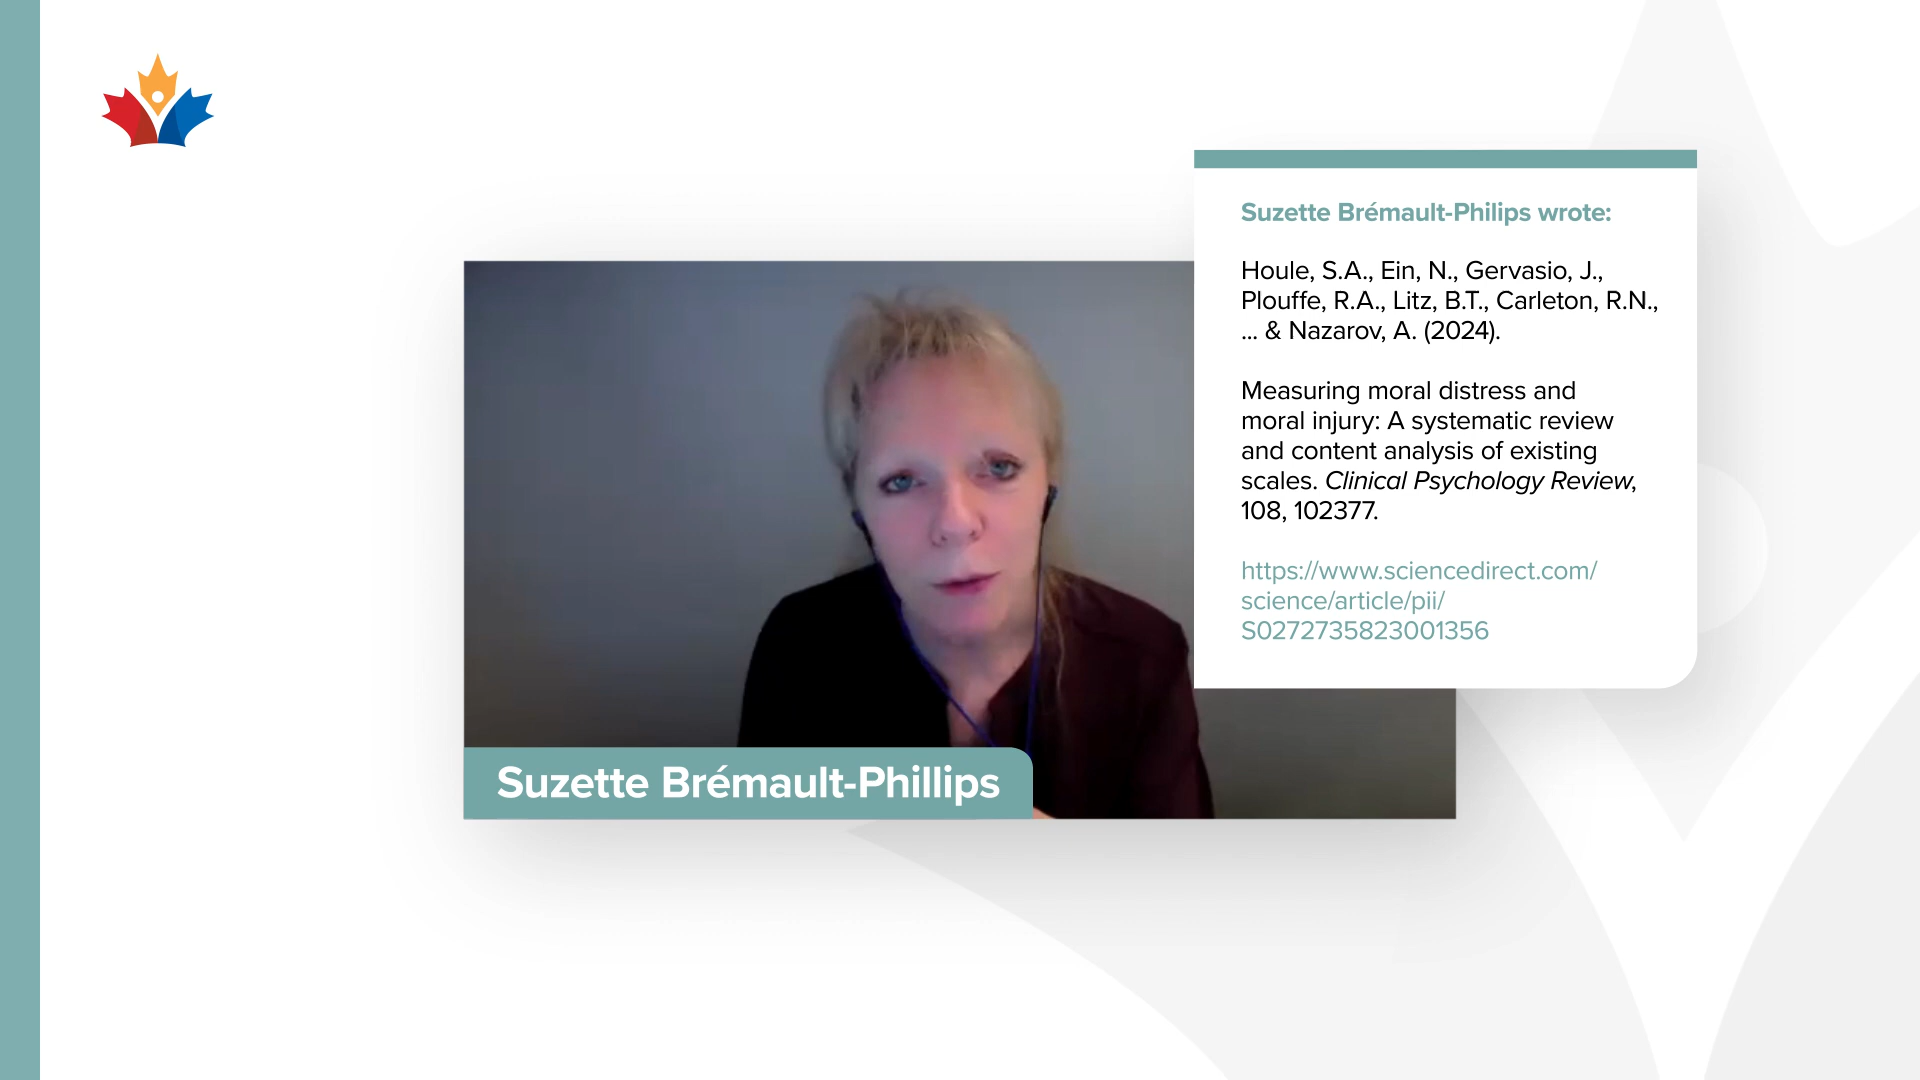 Suzette Brémault-Philips wrote:
Houle, S.A., Ein, N., Gervasio, J.,
Plouffe, R.A., Litz, B.T., Carleton, R.N.,
... & Nazarov, A. (2024).
Measuring moral distress and
moral injury: A systematic review
and content analysis of existing
scales. Clinical Psychology Review,
108, 102377.
https://www.sciencedirect.com/
science/article/pii/
S0272735823001356
Suzette Brémault-Phillips